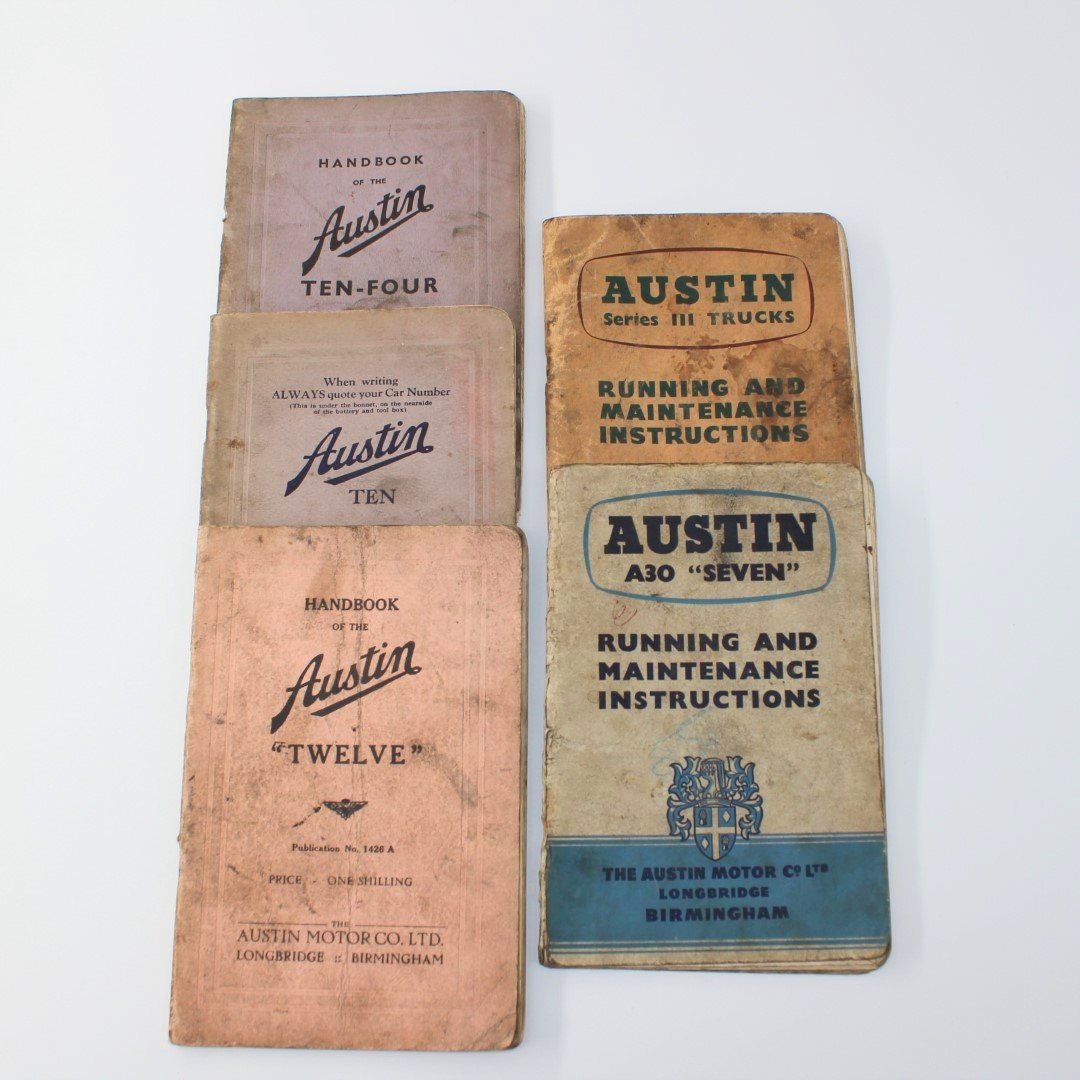 HANDBOOK
OF THE
Austin
TEN-FOUR
When writing
ALWAYS quote your Car Number
(This is under the bonnet, on the nearside
of the battery and tool box)
Austin
TEN
HANDBOOK
OF THE
Austin
"TWELVE"
Publication No. 1426 A
PRICE - ONE SHILLING
THE
AUSTIN MOTOR CO. LTD.
LONGBRIDGE :: BIRMINGHAM
AUSTIN
Series III TRUCKS
RUNNING AND
MAINTENANCE
INSTRUCTIONS
AUSTIN
A30 “SEVEN”
RUNNING AND
MAINTENANCE
INSTRUCTIONS
THE AUSTIN MOTOR CO LTD
LONGBRIDGE
BIRMINGHAM